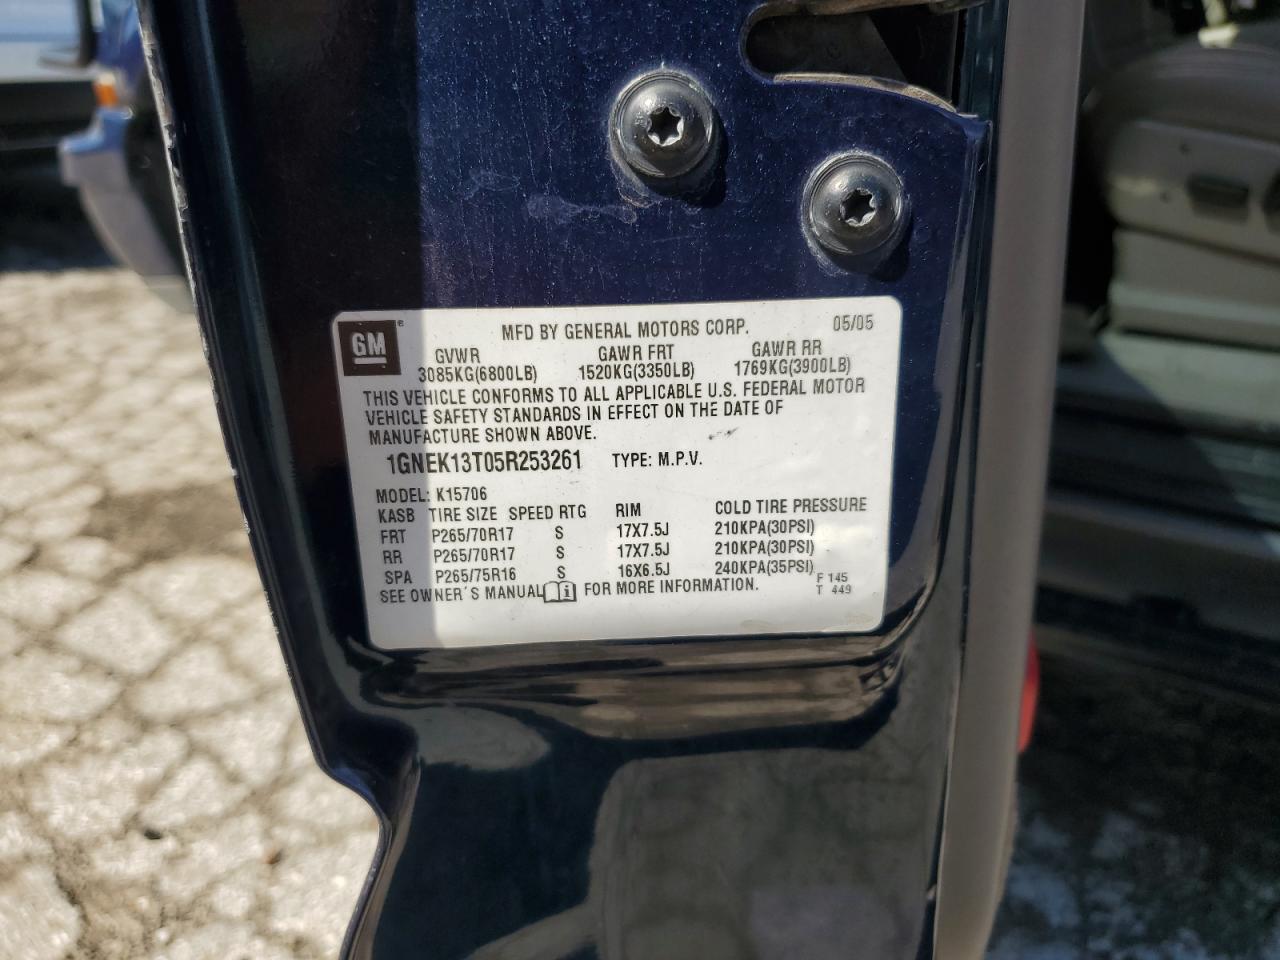 GM ® MFD BY GENERAL MOTORS CORP. 05/05
GVWR GAWR FRT GAWR RR
3085KG(6800LB) 1520KG(3350LB) 1769KG(3900LB)
THIS VEHICLE CONFORMS TO ALL APPLICABLE U.S. FEDERAL MOTOR
VEHICLE SAFETY STANDARDS IN EFFECT ON THE DATE OF
MANUFACTURE SHOWN ABOVE.
1GNEK13T05R253261 TYPE: M.P.V.
MODEL: K15706
KASB TIRE SIZE SPEED RTG RIM COLD TIRE PRESSURE
FRT P265/70R17 S 17X7.5J 210KPA(30PSI)
RR P265/70R17 S 17X7.5J 210KPA(30PSI)
SPA P265/75R16 S 16X6.5J 240KPA(35PSI)
SEE OWNER'S MANUAL i FOR MORE INFORMATION.
F 145
T 449